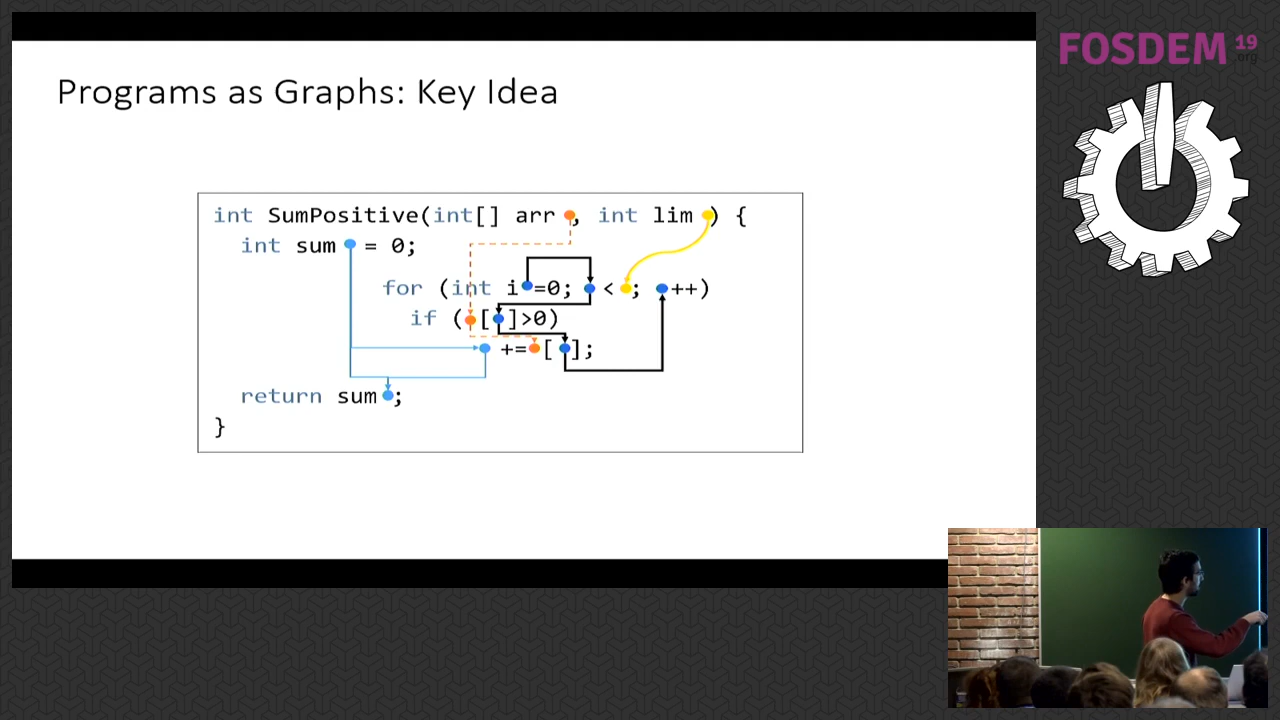 FOSDEM 19
.org
Programs as Graphs: Key Idea
int SumPositive(int[] arr , int lim ) {
int sum = 0;
for (int i =0; < ; ++)
if ( [ ]>0)
+= [ ];
return sum ;
}